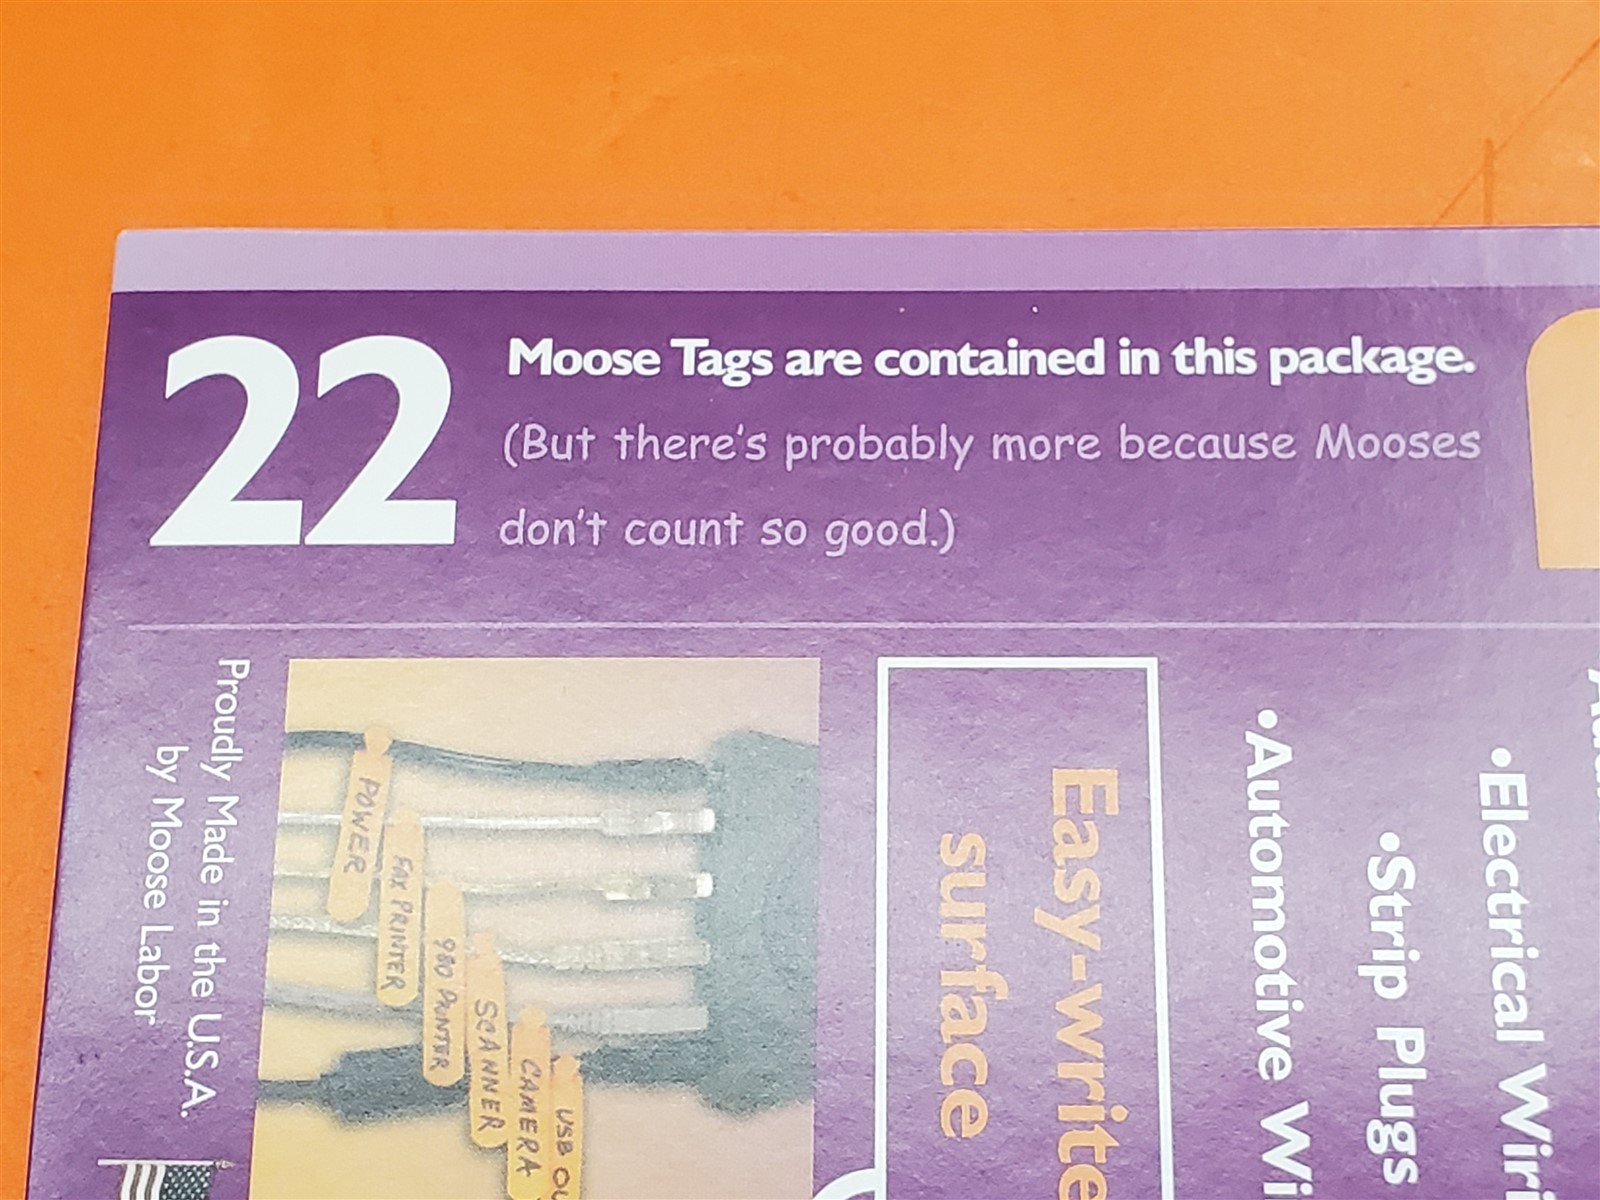 22
Moose Tags are contained in this package.
(But there's probably more because Mooses
don't count so good.)
Proudly Made in the U.S.A.
by Moose Labor
POWER
FAX PRINTER
980 PRINTER
SCANNER
CAMERA
USB
Easy-write
surface
•Electrical
•Strip Plugs
•Automotive